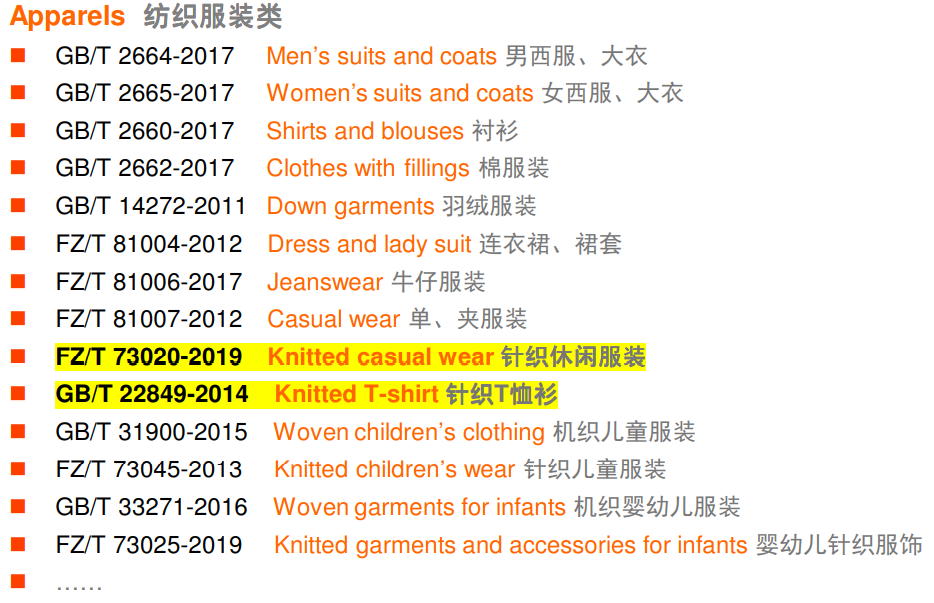 Apparels 纺织服装类
GB/T 2664-2017 Men's suits and coats 男西服、大衣
GB/T 2665-2017 Women's suits and coats 女西服、大衣
GB/T 2660-2017 Shirts and blouses 衬衫
GB/T 2662-2017 Clothes with fillings 棉服装
GB/T 14272-2011 Down garments 羽绒服装
FZ/T 81004-2012 Dress and lady suit 连衣裙、裙套
FZ/T 81006-2017 Jeanswear 牛仔服装
FZ/T 81007-2012 Casual wear 单、夹服装
FZ/T 73020-2019 Knitted casual wear 针织休闲服装
GB/T 22849-2014 Knitted T-shirt 针织T恤衫
GB/T 31900-2015 Woven children's clothing 机织儿童服装
FZ/T 73045-2013 Knitted children's wear 针织儿童服装
GB/T 33271-2016 Woven garments for infants 机织婴幼儿服装
FZ/T 73025-2019 Knitted garments and accessories for infants 婴幼儿针织服饰
……